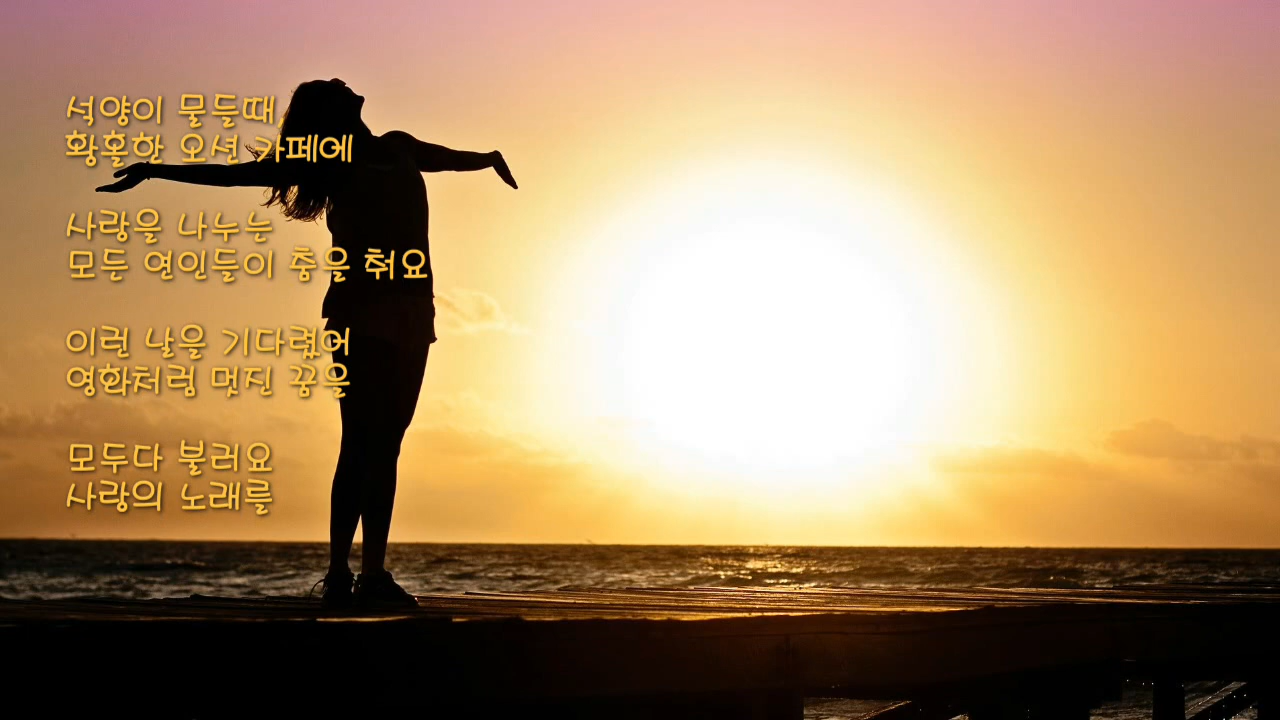 석양이 물들때,
황홀한 오션 카페에
사랑을 나누는
모든 연인들이 춤을 춰요
이런 날을 기다렸어
영화처럼 멋진 꿈을
모두다 불러요
사랑의 노래를